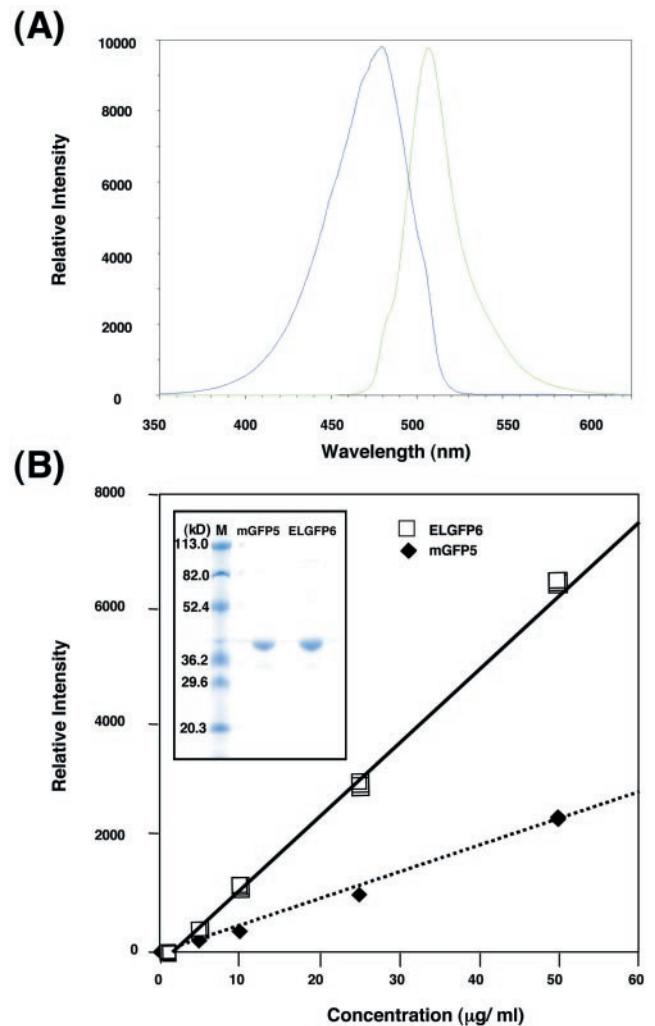 (A)
Relative Intensity
10000
8000
6000
4000
2000
0
350 400 450 500 550 600
Wavelength (nm)
(B)
Relative Intensity
8000
6000
4000
2000
0
(kD) M mGFP5 ELGFP6
113.0
82.0
52.4
36.2
29.6
20.3
ELGFP6
mGFP5
0 10 20 30 40 50 60
Concentration (μg/ ml)